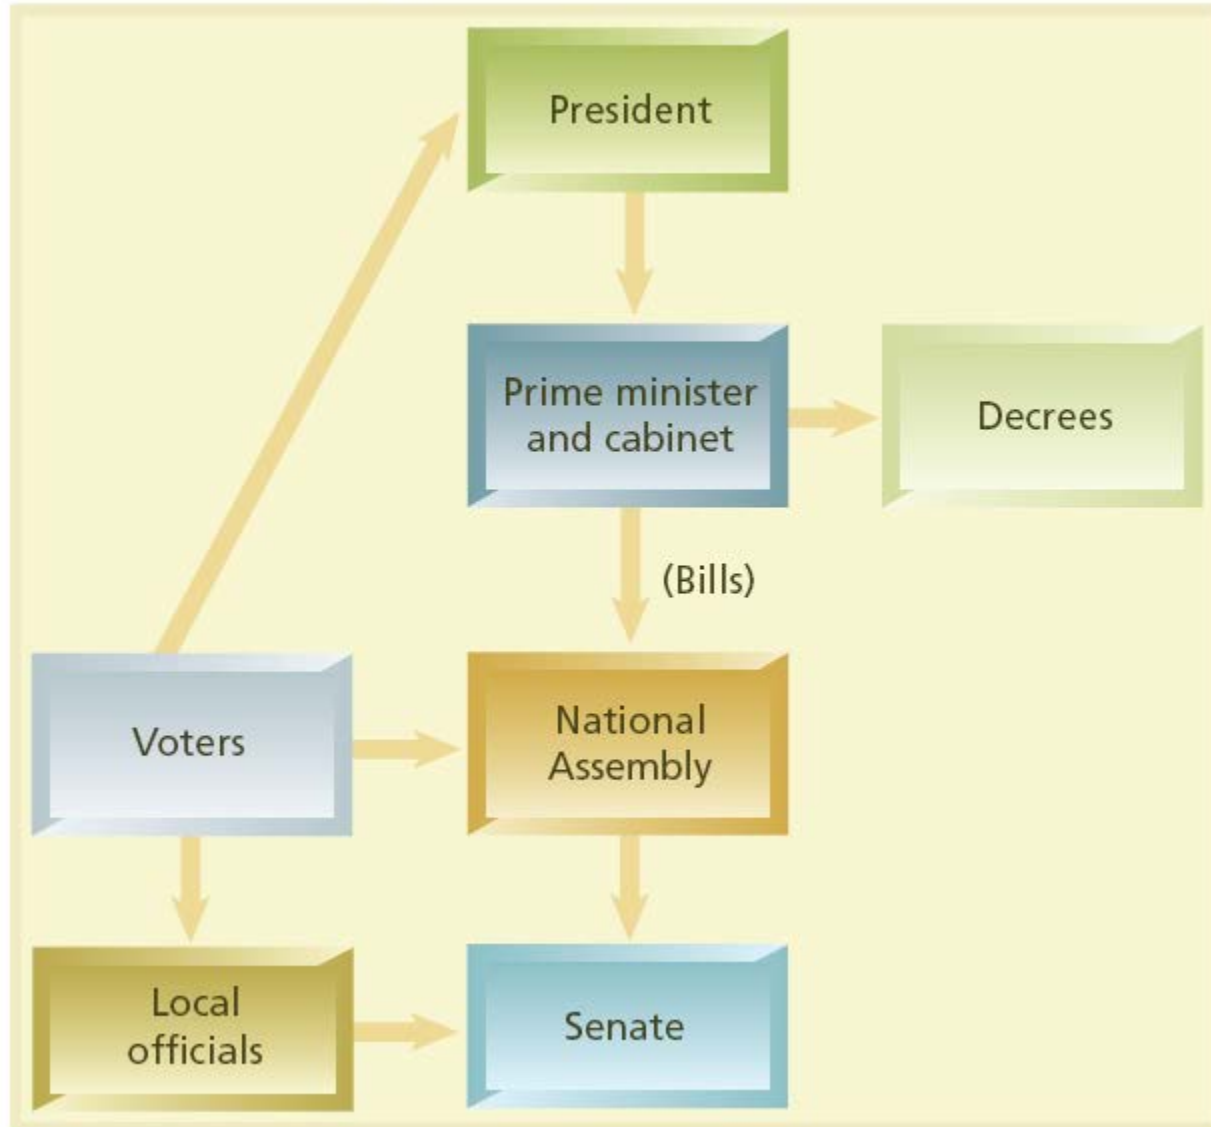 President
Prime minister
and cabinet
Decrees
(Bills)
Voters
National
Assembly
Local
officials
Senate